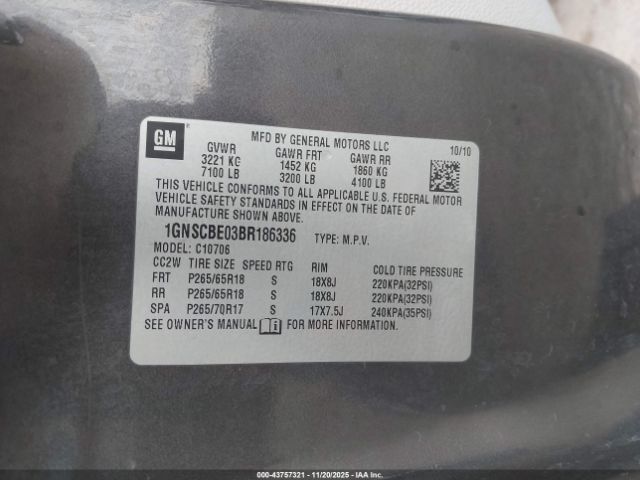 GM
MFD BY GENERAL MOTORS LLC 10/10
GVWR GAWR FRT GAWR RR
3221 KG 1452 KG 1860 KG
7100 LB 3200 LB 4100 LB
THIS VEHICLE CONFORMS TO ALL APPLICABLE U.S. FEDERAL MOTOR
VEHICLE SAFETY STANDARDS IN EFFECT ON THE DATE OF
MANUFACTURE SHOWN ABOVE.
1GNSCBE03BR186336 TYPE: M.P.V.
MODEL: C10706
CC2W TIRE SIZE SPEED RTG RIM COLD TIRE PRESSURE
FRT P265/65R18 S 18X8J 220KPA(32PSI)
RR P265/65R18 S 18X8J 220KPA(32PSI)
SPA P265/70R17 S 17X7.5J 240KPA(35PSI)
SEE OWNER'S MANUAL i FOR MORE INFORMATION.
000-43757321 - 11/20/2025 - IAA Inc.